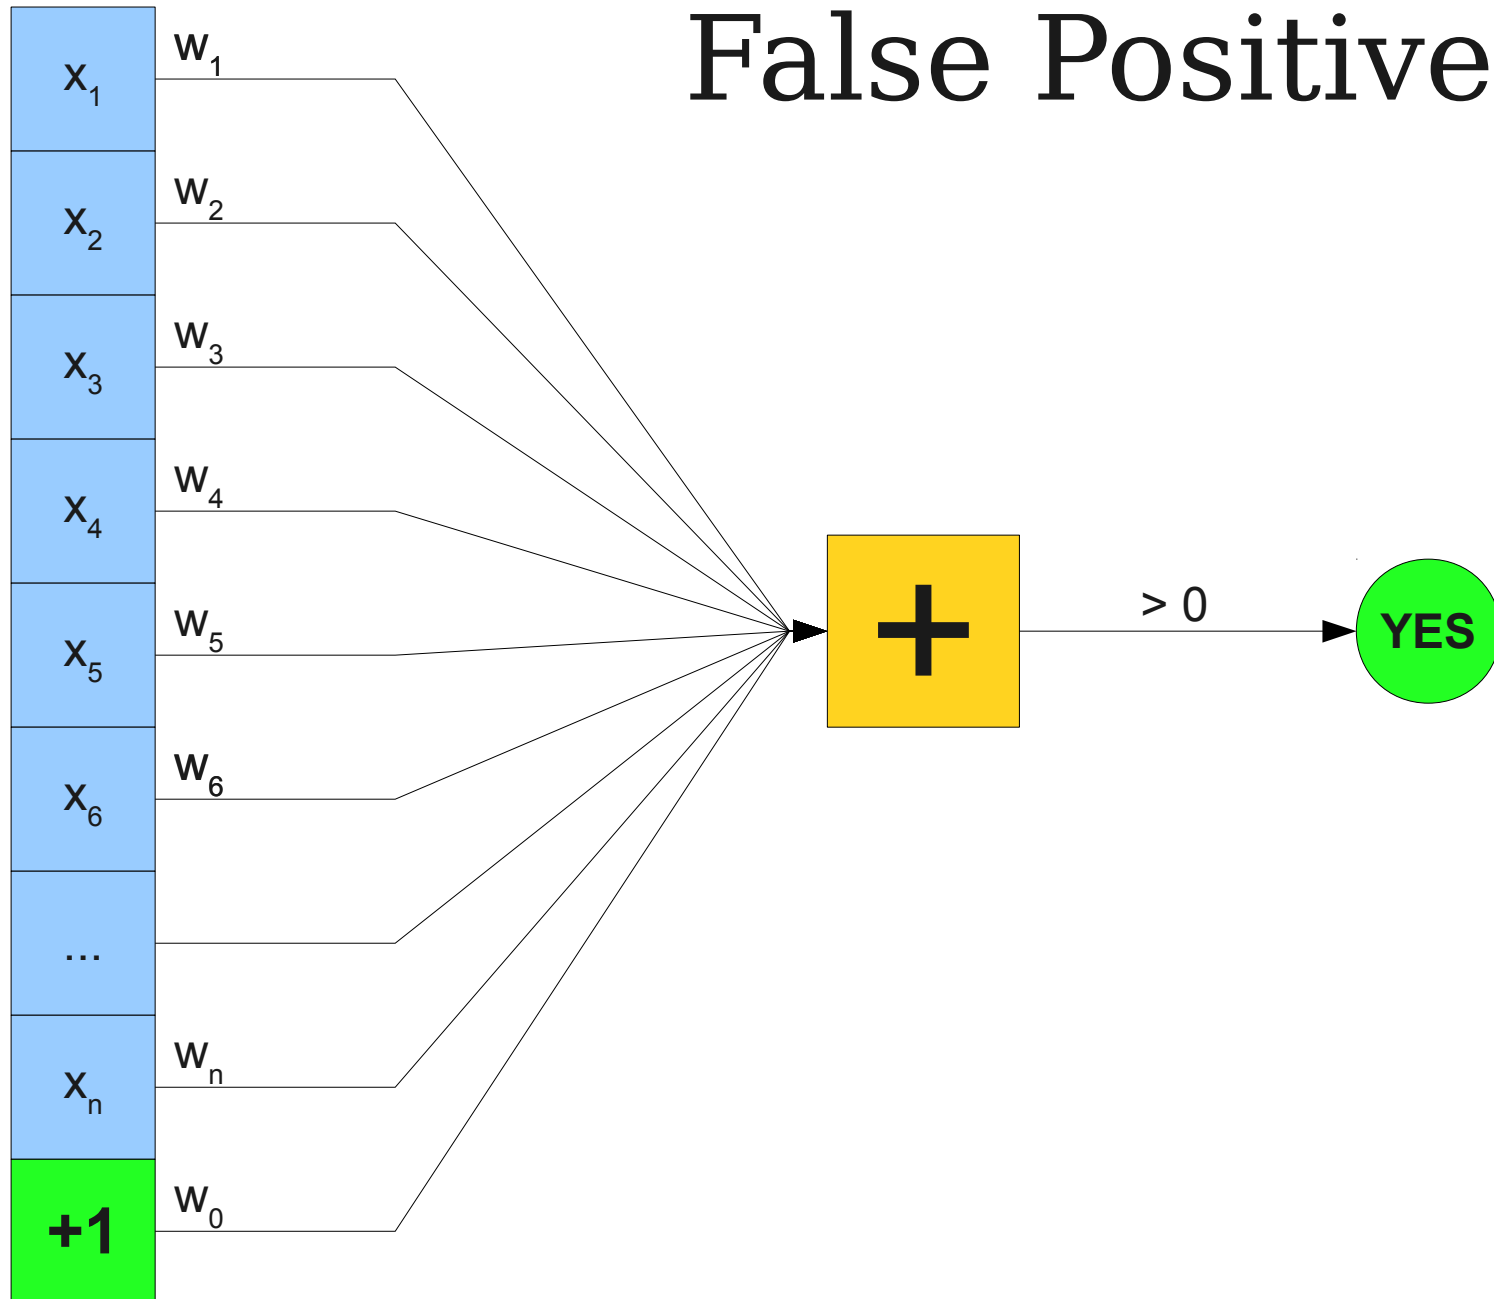 False Positive
w₁
x₁
w₂
x₂
w₃
x₃
w₄
x₄
w₅
x₅
> 0
+
YES
w₆
x₆
...
wₙ
xₙ
w₀
+1